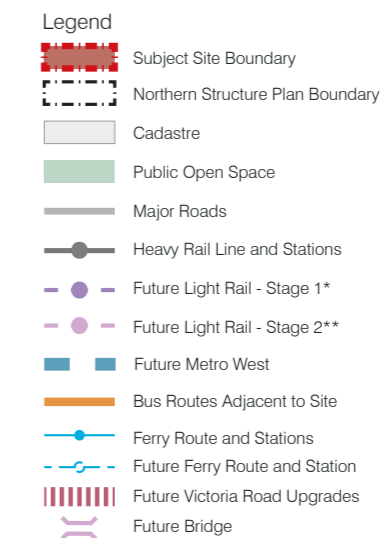 Legend
Subject Site Boundary
Northern Structure Plan Boundary
Cadastre
Public Open Space
Major Roads
Heavy Rail Line and Stations
Future Light Rail - Stage 1*
Future Light Rail - Stage 2**
Future Metro West
Bus Routes Adjacent to Site
Ferry Route and Stations
Future Ferry Route and Station
Future Victoria Road Upgrades
Future Bridge